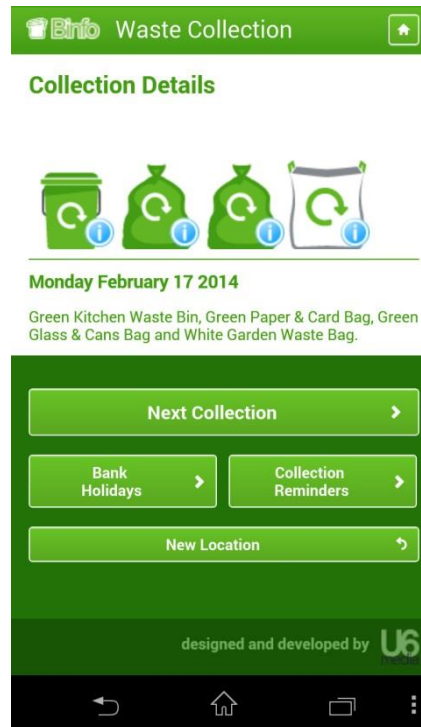 Binfo Waste Collection
Collection Details
i i i i
Monday February 17 2014
Green Kitchen Waste Bin, Green Paper & Card Bag, Green
Glass & Cans Bag and White Garden Waste Bag.
Next Collection
Bank
Holidays
Collection
Reminders
New Location
designed and developed by U6
media